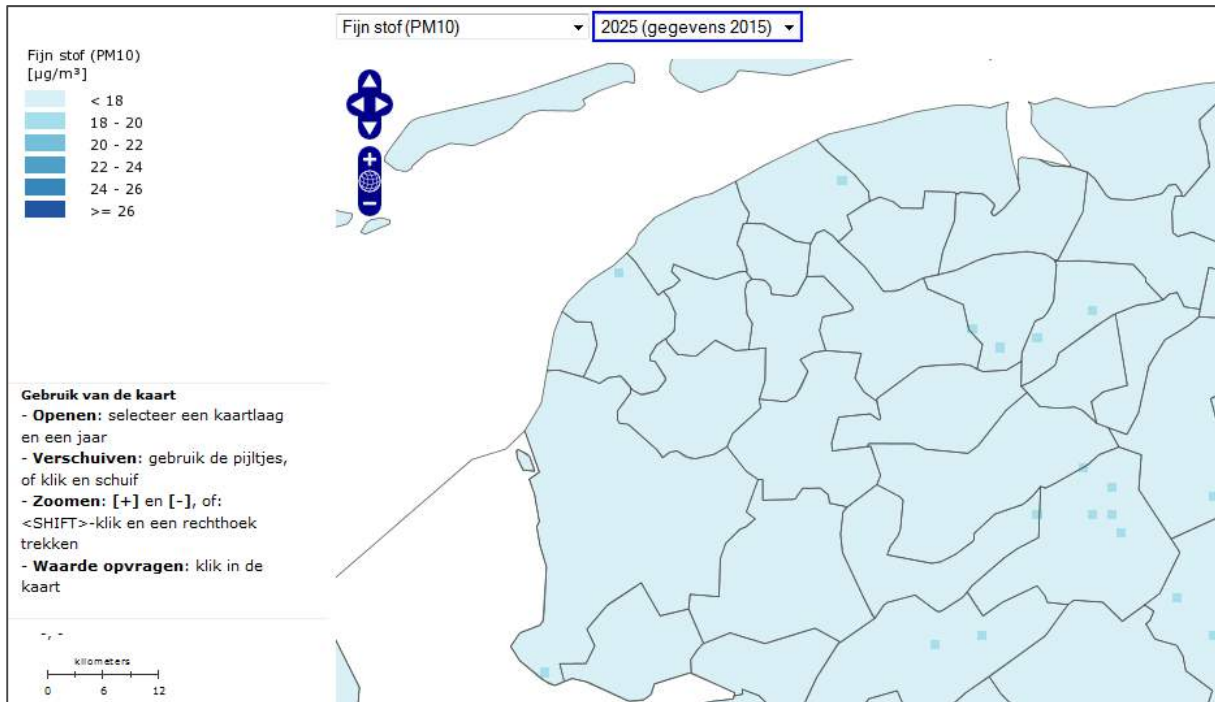 Fijn stof (PM10)
2025 (gegevens 2015)
Fijn stof (PM10)
[µg/m³]
< 18
18 - 20
20 - 22
22 - 24
24 - 26
>= 26
Gebruik van de kaart
- Openen: selecteer een kaartlaag
en een jaar
- Verschuiven: gebruik de pijltjes,
of klik en schuif
- Zoomen: [+] en [-], of:
<SHIFT>-klik en een rechthoek
trekken
- Waarde opvragen: klik in de
kaart
-, -
kilometers
0 6 12